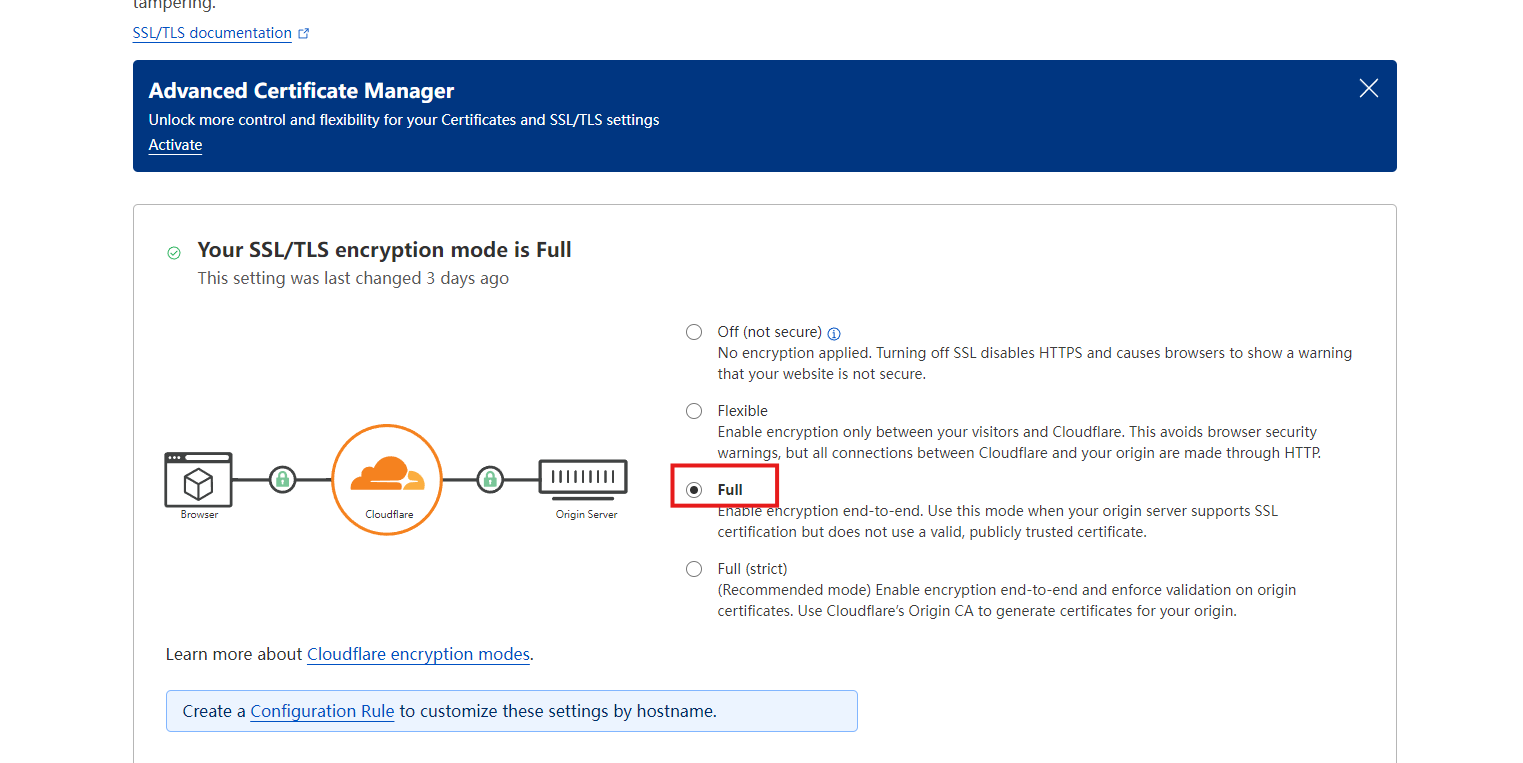 tampering.
SSL/TLS documentation
Advanced Certificate Manager
Unlock more control and flexibility for your Certificates and SSL/TLS settings
Activate
Your SSL/TLS encryption mode is Full
This setting was last changed 3 days ago
Off (not secure)
No encryption applied. Turning off SSL disables HTTPS and causes browsers to show a warning
that your website is not secure.
Flexible
Enable encryption only between your visitors and Cloudflare. This avoids browser security
warnings, but all connections between Cloudflare and your origin are made through HTTP.
Full
Enable encryption end-to-end. Use this mode when your origin server supports SSL
certification but does not use a valid, publicly trusted certificate.
Full (strict)
(Recommended mode) Enable encryption end-to-end and enforce validation on origin
certificates. Use Cloudflare’s Origin CA to generate certificates for your origin.
Browser
Cloudflare
Origin Server
Learn more about Cloudflare encryption modes.
Create a Configuration Rule to customize these settings by hostname.